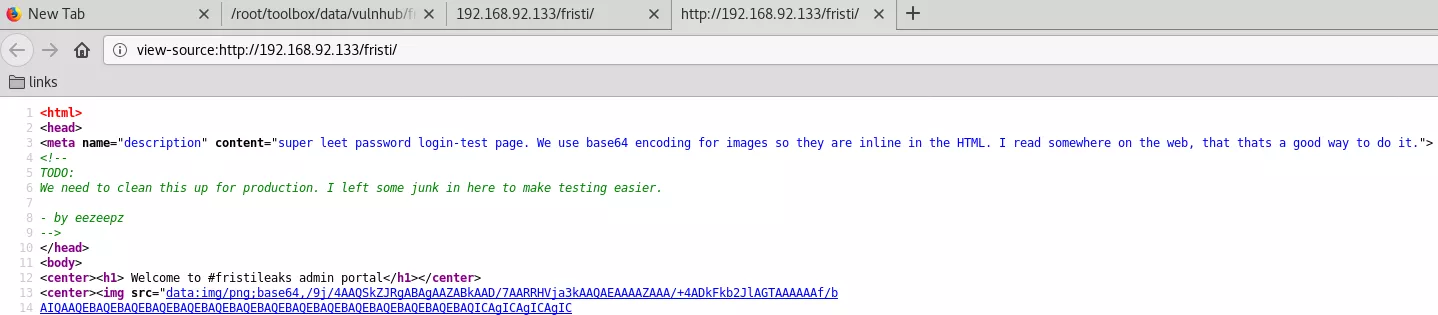 New Tab
/root/toolbox/data/vulnhub/fr
192.168.92.133/fristi/
http://192.168.92.133/fristi/
view-source:http://192.168.92.133/fristi/
links
1 <html>
2 <head>
3 <meta name="description" content="super leet password login-test page. We use base64 encoding for images so they are inline in the HTML. I read somewhere on the web, that thats a good way to do it.">
4 <!--
5 TODO:
6 We need to clean this up for production. I left some junk in here to make testing easier.
7
8 - by eezeepz
9 -->
10 </head>
11 <body>
12 <center><h1> Welcome to #fristileaks admin portal</h1></center>
13 <center><img src="data:img/png;base64,/9j/4AAQSkZJRgABAgAAZABkAAD/7AARRHVja3kAAQAEAAAAZAAA/+4ADkFkb2JlAGTAAAAAAf/b
14 AIQAAQEBAQEBAQEBAQEBAQEBAQEBAQEBAQEBAQEBAQEBAQEBAQEBAQEBAQEBAQICAgICAgICAgIC